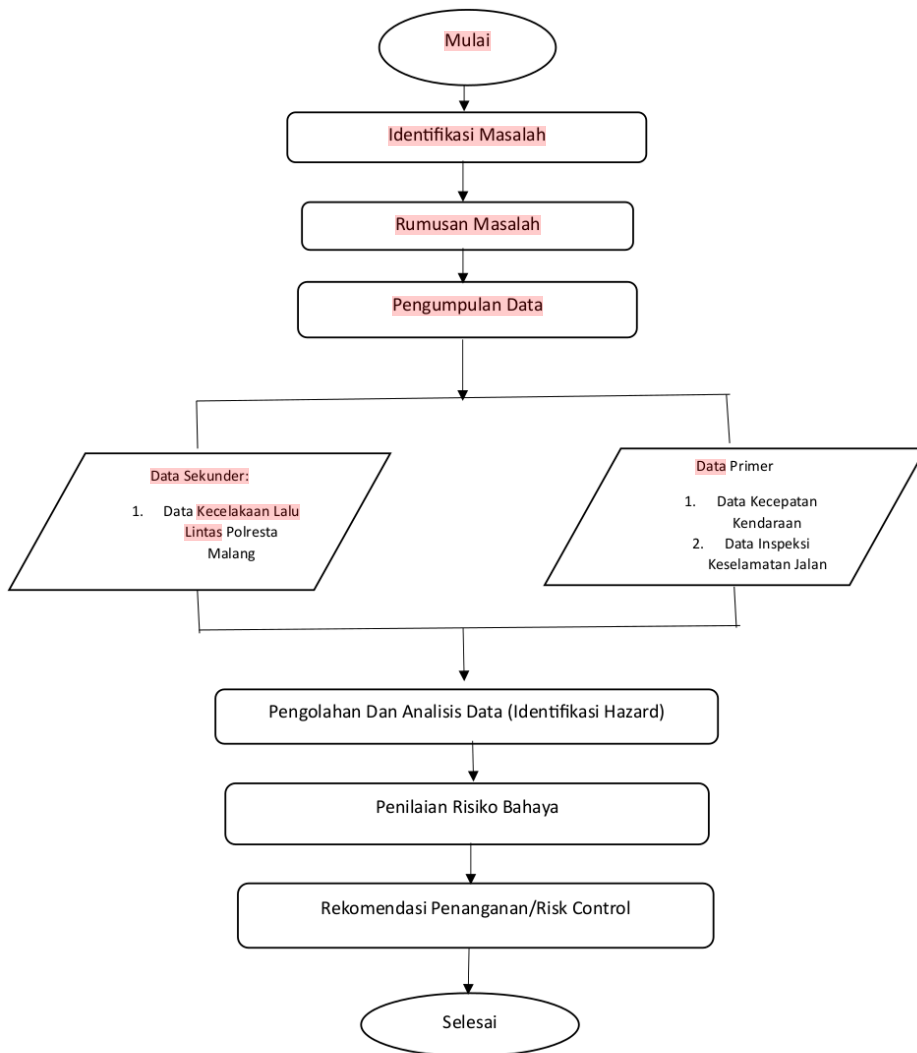 Mulai
Identifikasi Masalah
Rumusan Masalah
Pengumpulan Data
Data Sekunder:
1. Data Kecelakaan Lalu
Lintas Polresta
Malang
Data Primer
1. Data Kecepatan
Kendaraan
2. Data Inspeksi
Keselamatan Jalan
Pengolahan Dan Analisis Data (Identifikasi Hazard)
Penilaian Risiko Bahaya
Rekomendasi Penanganan/Risk Control
Selesai